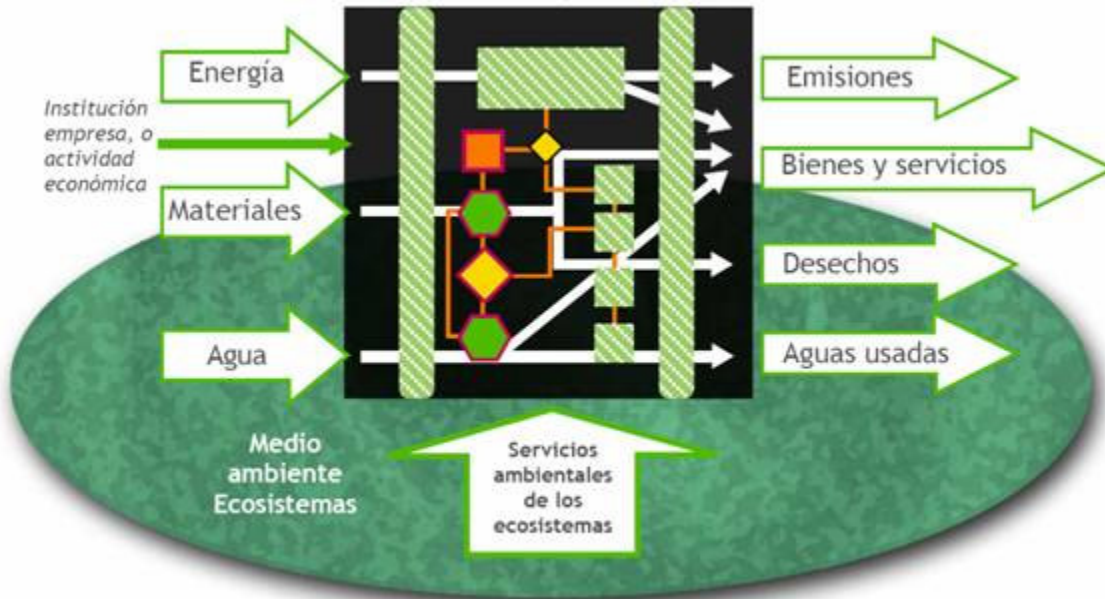 Energía
Institución
empresa, o
actividad
económica
Materiales
Agua
Emisiones
Bienes y servicios
Desechos
Aguas usadas
Medio
ambiente
Ecosistemas
Servicios
ambientales
de los
ecosistemas